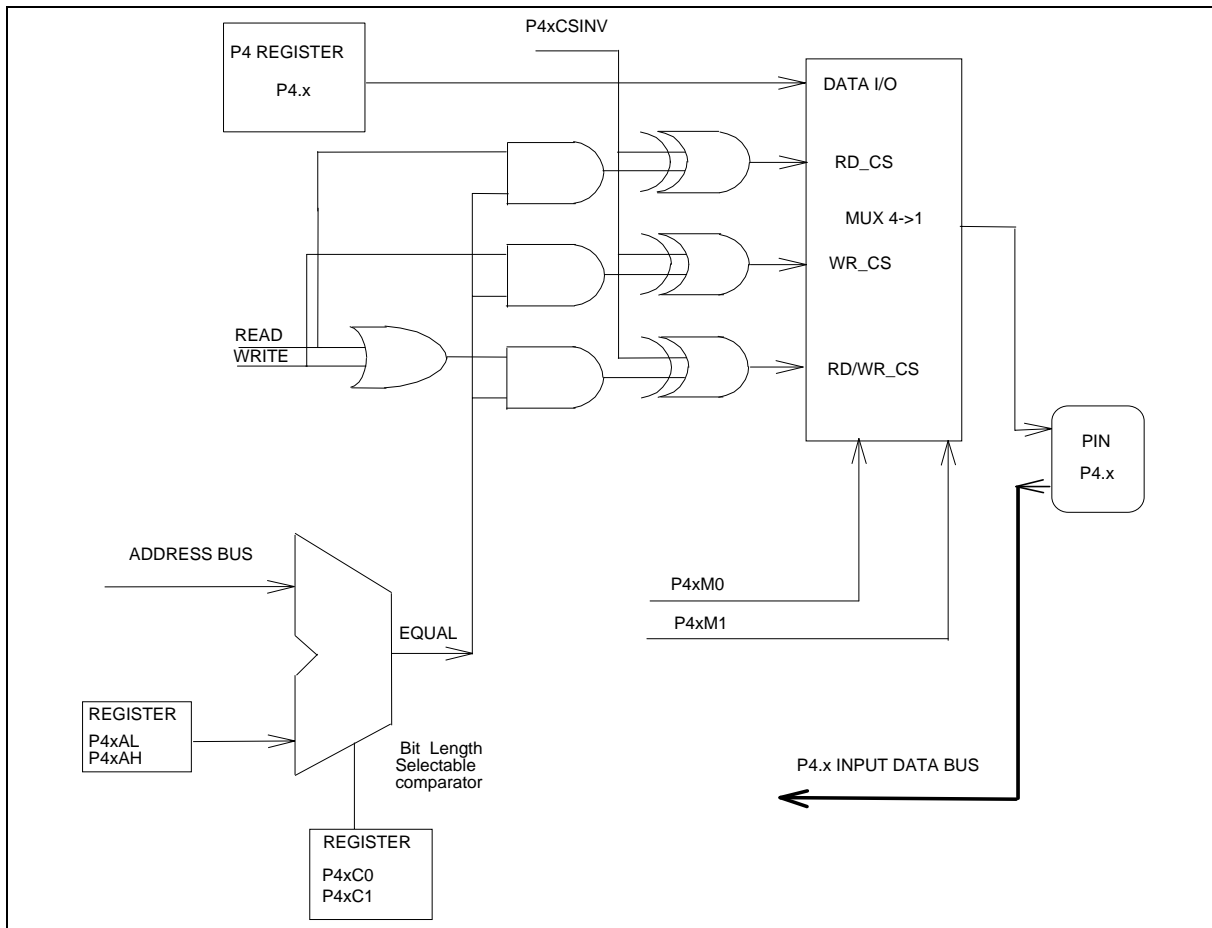 P4xCSINV
P4 REGISTER
P4.x
DATA I/O
RD_CS
MUX 4->1
WR_CS
READ
WRITE
RD/WR_CS
PIN
P4.x
ADDRESS BUS
P4xM0
EQUAL
P4xM1
REGISTER
P4xAL
P4xAH
Bit Length
Selectable
comparator
P4.x INPUT DATA BUS
REGISTER
P4xC0
P4xC1